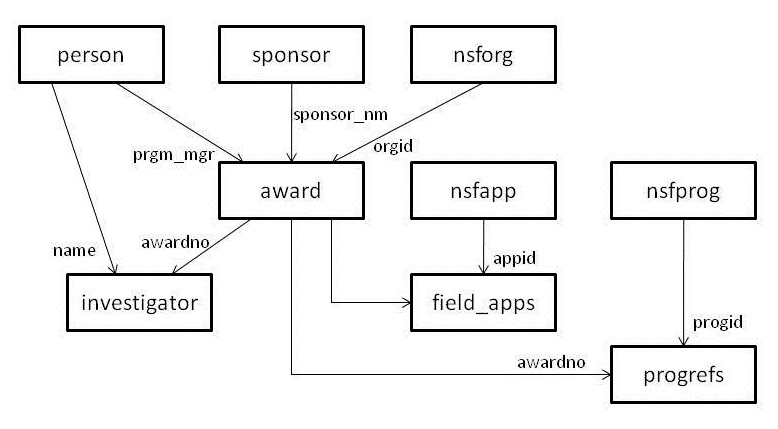 person
sponsor
nsforg
sponsor_nm
prgm_mgr
orgid
award
nsfapp
nsfprog
name
awardno
appid
investigator
field_apps
progid
awardno
progrefs